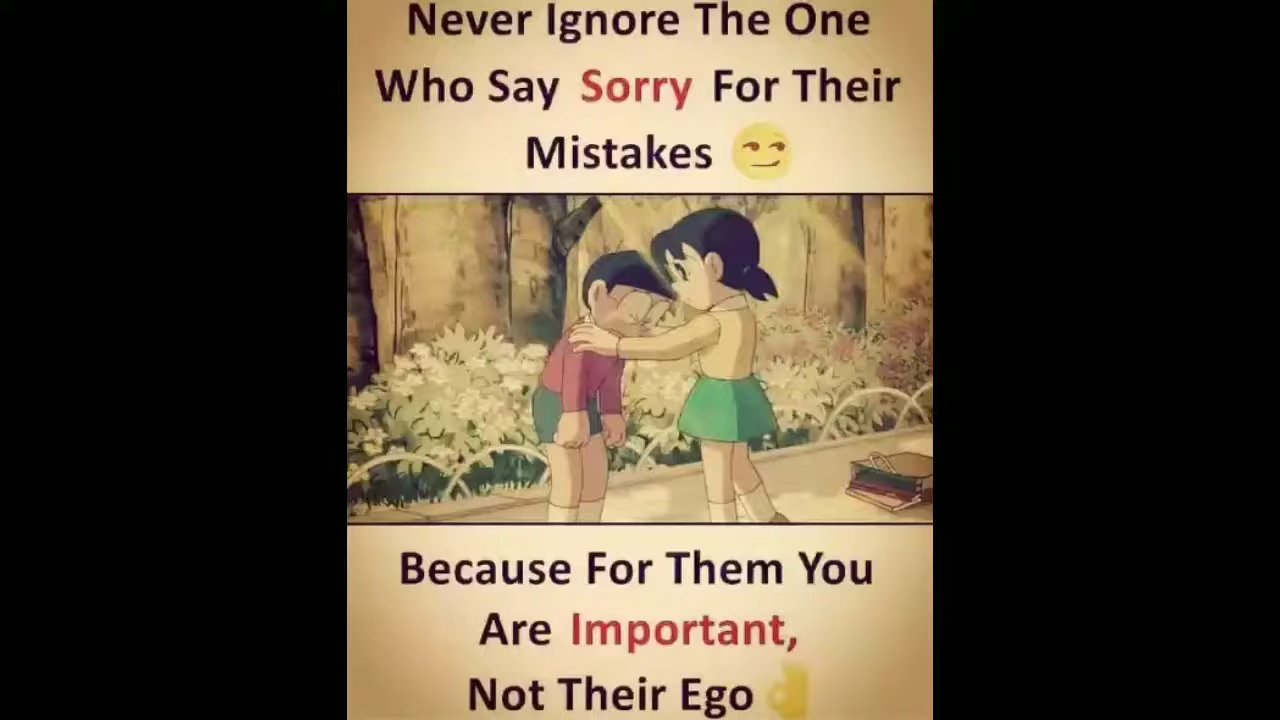 Never Ignore The One
Who Say Sorry For Their
Mistakes 😏
Because For Them You
Are Important,
Not Their Ego 👌